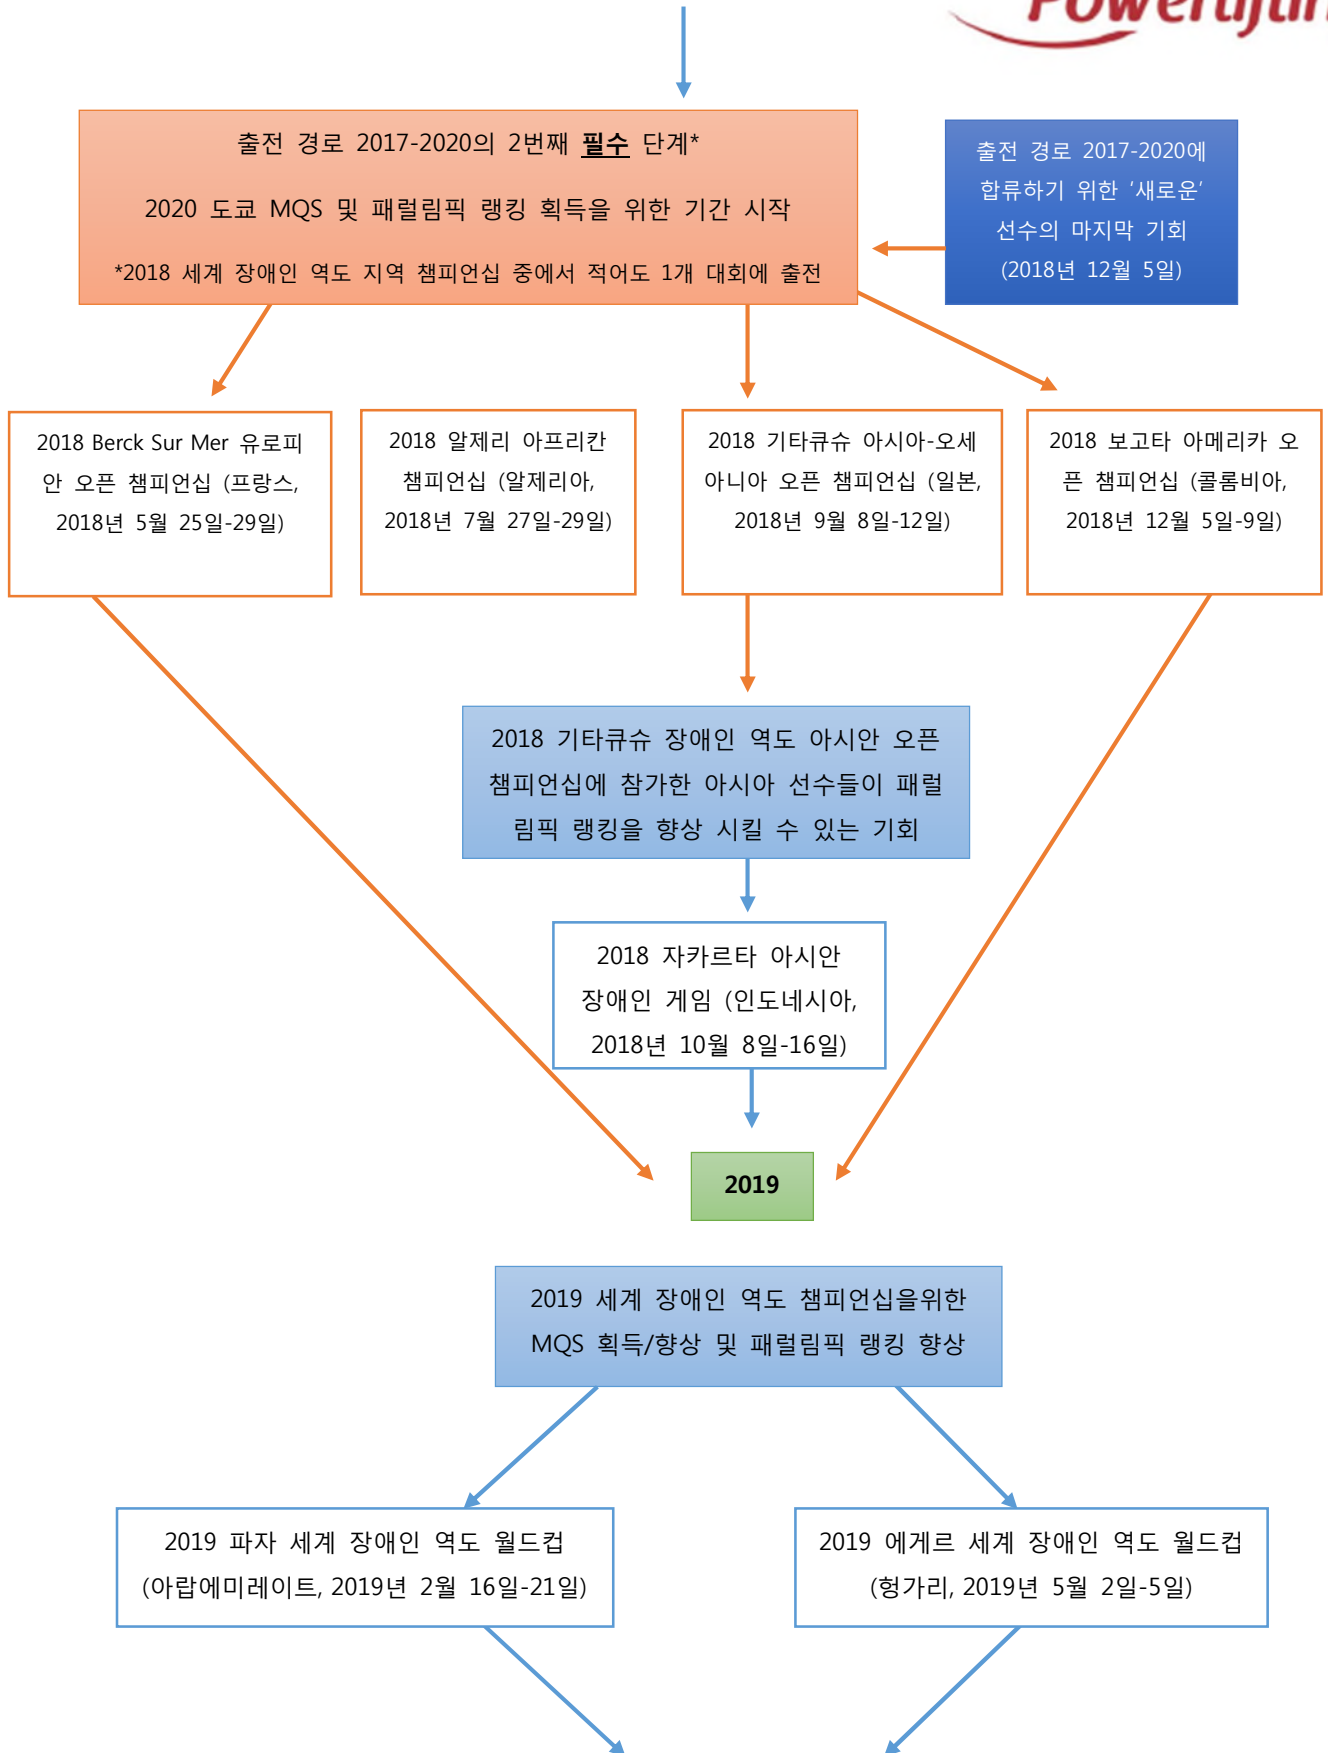 출전 경로 2017-2020의 2번째 필수 단계*
2020 도쿄 MQS 및 패럴림픽 랭킹 획득을 위한 기간 시작
*2018 세계 장애인 역도 지역 챔피언십 중에서 적어도 1개 대회에 출전
출전 경로 2017-2020에
합류하기 위한 ‘새로운’
선수의 마지막 기회
(2018년 12월 5일)
2018 Berck Sur Mer 유로피
안 오픈 챔피언십 (프랑스,
2018년 5월 25일-29일)
2018 알제리 아프리칸
챔피언십 (알제리아,
2018년 7월 27일-29일)
2018 기타큐슈 아시아-오세
아니아 오픈 챔피언십 (일본,
2018년 9월 8일-12일)
2018 보고타 아메리카 오
픈 챔피언십 (콜롬비아,
2018년 12월 5일-9일)
2018 기타큐슈 장애인 역도 아시안 오픈
챔피언십에 참가한 아시아 선수들이 패럴
림픽 랭킹을 향상 시킬 수 있는 기회
2018 자카르타 아시안
장애인 게임 (인도네시아,
2018년 10월 8일-16일)
2019
2019 세계 장애인 역도 챔피언십을위한
MQS 획득/향상 및 패럴림픽 랭킹 향상
2019 파자 세계 장애인 역도 월드컵
(아랍에미레이트, 2019년 2월 16일-21일)
2019 에게르 세계 장애인 역도 월드컵
(헝가리, 2019년 5월 2일-5일)